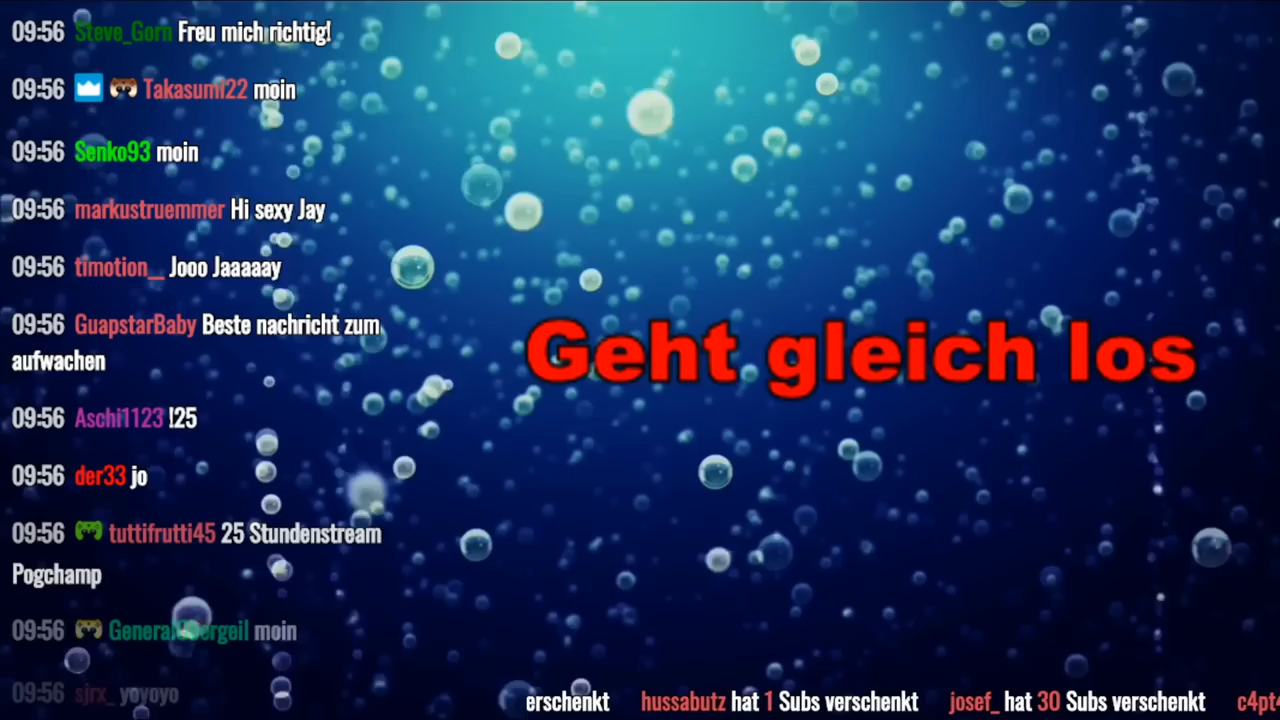 09:56 Steve_Gorn Freu mich richtig!
09:56 Takasumi22 moin
09:56 Senko93 moin
09:56 markustruemmer Hi sexy Jay
09:56 timotion__ Jooo Jaaaaay
09:56 GuapstarBaby Beste nachricht zum
aufwachen
Geht gleich los
09:56 Aschi1123 !25
09:56 der33 jo
09:56 tuttifrutti45 25 Stundenstream
Pogchamp
09:56 moin
09:56 sjrx_ yoyoyo
erschenkt hussabutz hat 1 Subs verschenkt josef_ hat 30 Subs verschenkt c4pt